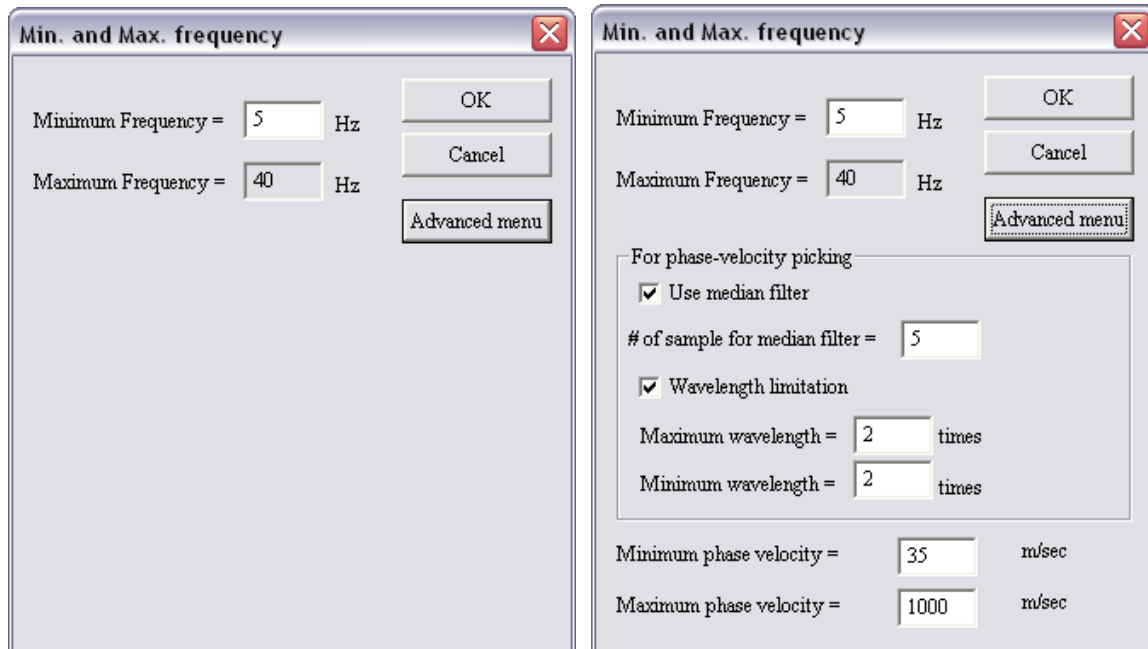 Min. and Max. frequency
Minimum Frequency = 5 Hz
OK
Cancel
Maximum Frequency = 40 Hz
Advanced menu
Min. and Max. frequency
Minimum Frequency = 5 Hz
OK
Cancel
Maximum Frequency = 40 Hz
Advanced menu
For phase-velocity picking
Use median filter
# of sample for median filter = 5
Wavelength limitation
Maximum wavelength = 2 times
Minimum wavelength = 2 times
Minimum phase velocity = 35 m/sec
Maximum phase velocity = 1000 m/sec